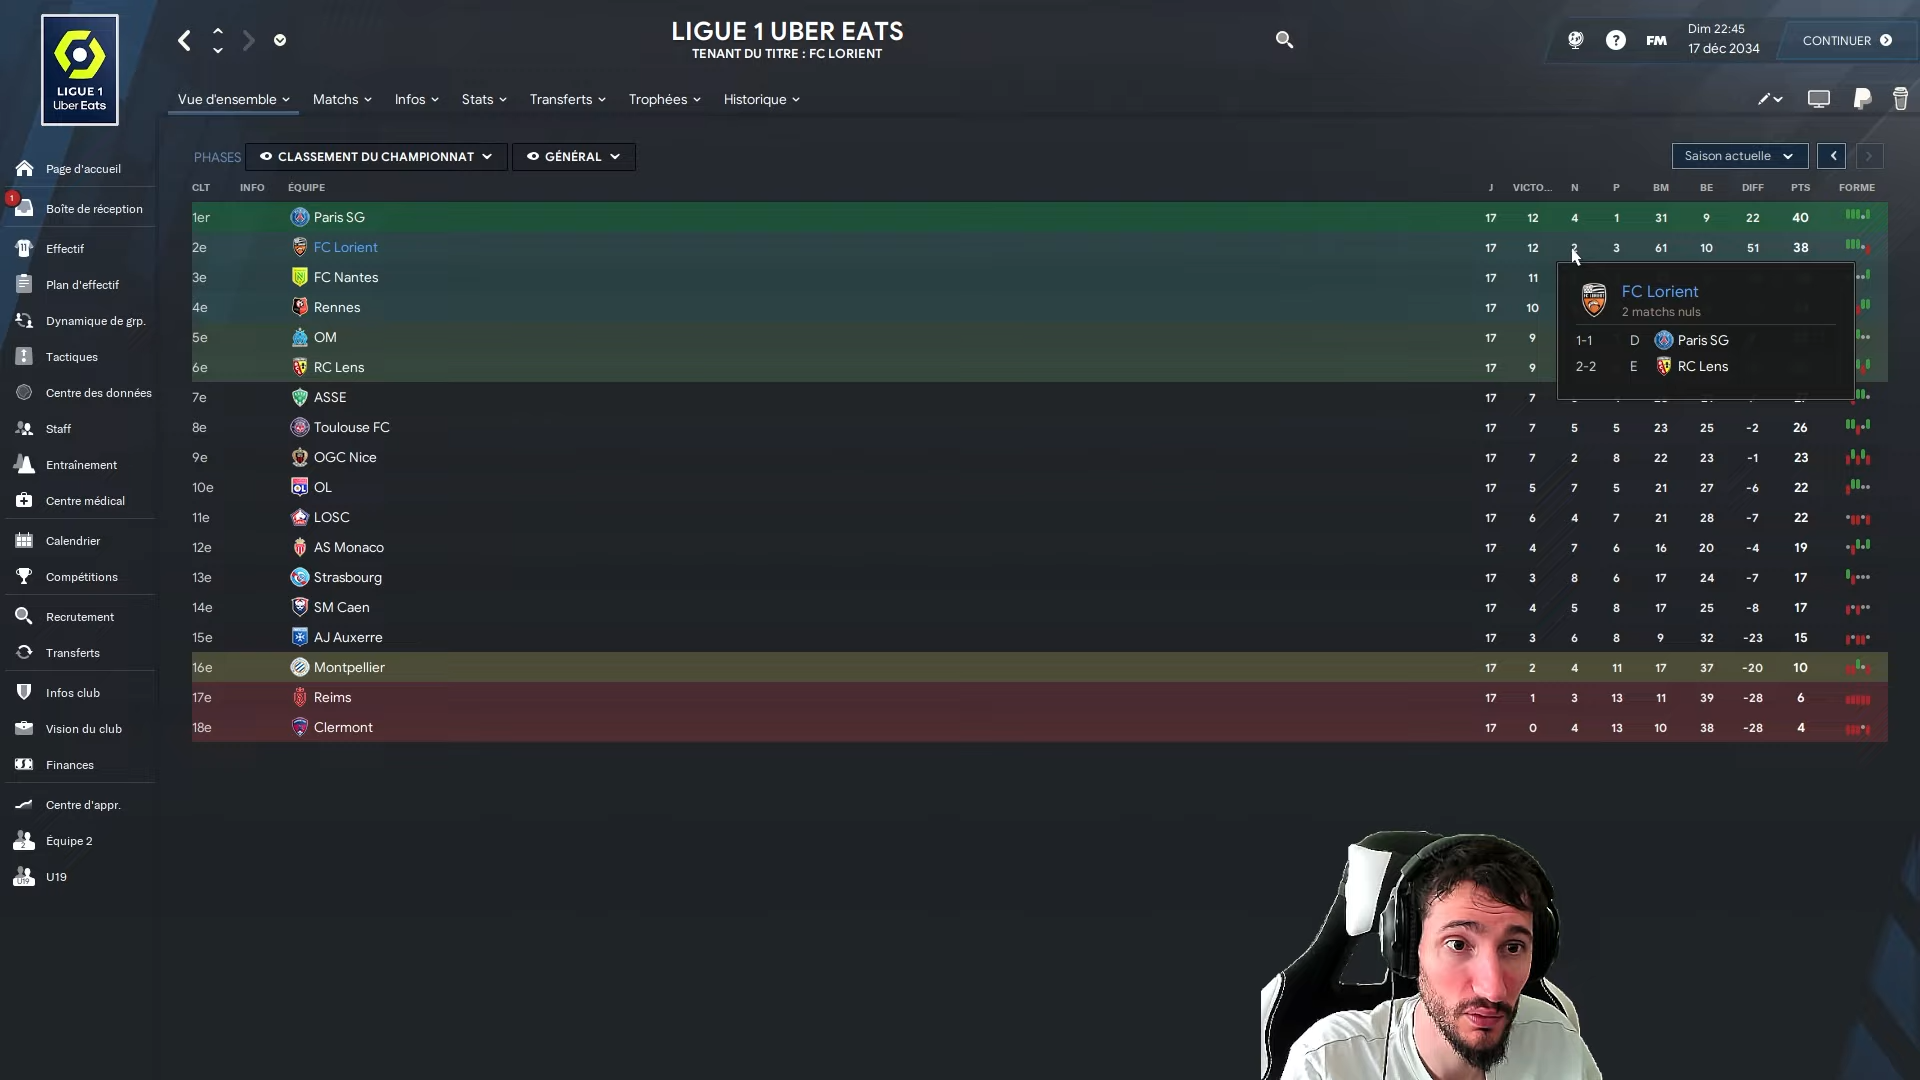 LIGUE 1 UBER EATS
TENANT DU TITRE : FC LORIENT
LIGUE 1
Uber Eats
?
FM
Dim 22:45
17 déc 2034
CONTINUER
Vue d'ensemble
Matchs
Infos
Stats
Transferts
Trophées
Historique
1
Page d'accueil
Boîte de réception
Effectif
Plan d'effectif
Dynamique de grp.
Tactiques
Centre des données
Staff
Entraînement
Centre médical
Calendrier
Compétitions
Recrutement
Transferts
Infos club
Vision du club
Finances
Centre d'appr.
Équipe 2
U19
PHASES
CLASSEMENT DU CHAMPIONNAT
GÉNÉRAL
Saison actuelle
CLT INFO ÉQUIPE J VICTO... N P BM BE DIFF PTS FORME
1er Paris SG 17 12 4 1 31 9 22 40
2e FC Lorient 17 12 2 3 61 10 51 38
3e FC Nantes 17 11
4e Rennes 17 10
5e OM 17 9
6e RC Lens 17 9
7e ASSE 17 7
8e Toulouse FC 17 7 5 5 23 25 -2 26
9e OGC Nice 17 7 2 8 22 23 -1 23
10e OL 17 5 7 5 21 27 -6 22
11e LOSC 17 6 4 7 21 28 -7 22
12e AS Monaco 17 4 7 6 16 20 -4 19
13e Strasbourg 17 3 8 6 17 24 -7 17
14e SM Caen 17 4 5 8 17 25 -8 17
15e AJ Auxerre 17 3 6 8 9 32 -23 15
16e Montpellier 17 2 4 11 17 37 -20 10
17e Reims 17 1 3 13 11 39 -28 6
18e Clermont 17 0 4 13 10 38 -28 4
FC Lorient
2 matchs nuls
1-1 D Paris SG
2-2 E RC Lens